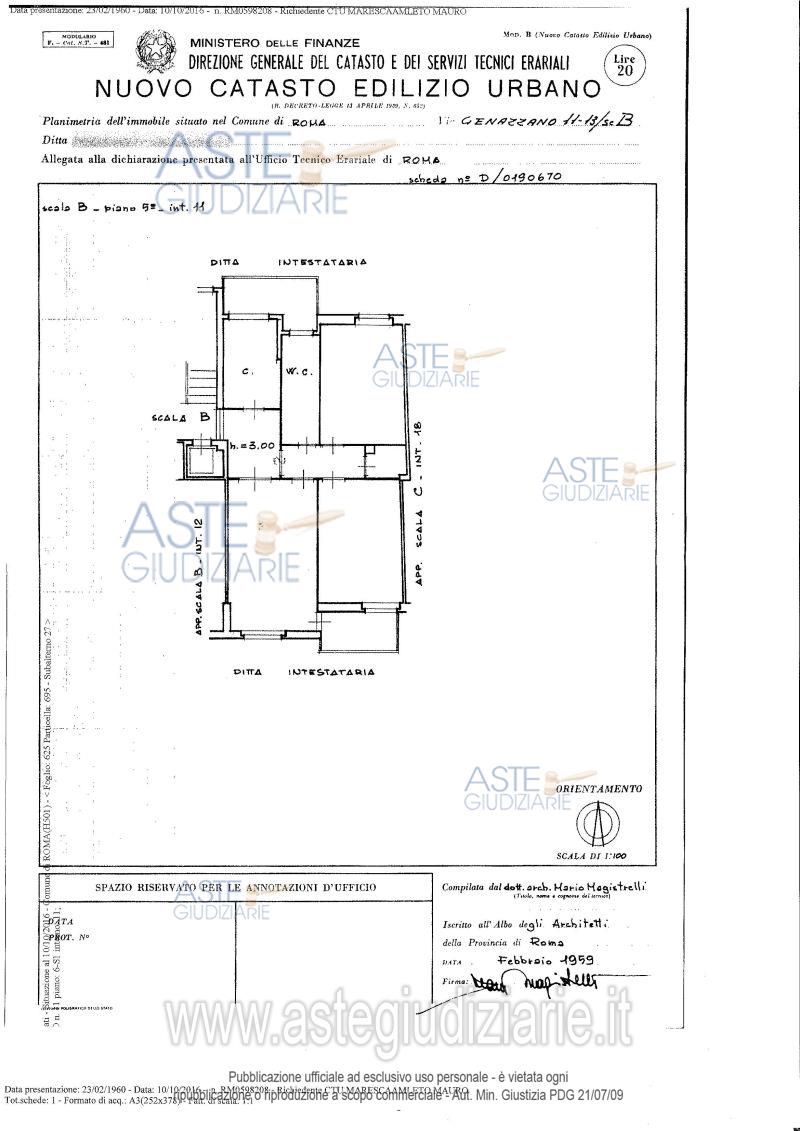 Data presentazione: 23/02/1960 - Data: 10/10/2016 - n. RM0598208 - Richiedente CTU MARESCAAMLETO MAURO
MODULARIO
F. - Cat. S.T. - 481
MINISTERO DELLE FINANZE
DIREZIONE GENERALE DEL CATASTO E DEI SERVIZI TECNICI ERARIALI
NUOVO CATASTO EDILIZIO URBANO
(R. DECRETO-LEGGE 13 APRILE 1939, N. 652)
MOD. B (Nuovo Catasto Edilizio Urbano)
Lire
20
Planimetria dell'immobile situato nel Comune di ROMA Via GENAZZANO 11-13/sc B
Ditta
Allegata alla dichiarazione presentata all'Ufficio Tecnico Erariale di ROMA
scheda nº D/0190670
ASTE
GIUDIZIARIE
scala B - piano 5º - int. 11
DITTA INTESTATARIA
C.
W.C.
ASTE
GIUDIZIARIE
SCALA B
h. = 3.00
APP. SCALA C - INT. 18
ASTE
GIUDIZIARIE
ASTE
GIUDIZIARIE
APP. SCALA B - INT. 12
DITTA INTESTATARIA
ASTE
GIUDIZIARIE
ORIENTAMENTO
SCALA DI 1:100
SPAZIO RISERVATO PER LE ANNOTAZIONI D'UFFICIO
ASTE
GIUDIZIARIE
DATA
PROT. Nº
Compilata dal dott. arch. Mario Magistrelli
(Titolo, nome e cognome del tecnico)
Iscritto all'Albo degli Architetti
della Provincia di Roma
DATA Febbraio 1959
Firma: Mario Magistrelli
Situazione al 10/10/2016 - Comune di ROMA(H501) - < Foglio: 625 Particella: 695 - Subalterno 27 >
n. 11 piano: 6-S1 interno: 11;
www.astegiudiziarie.it
Pubblicazione ufficiale ad esclusivo uso personale - è vietata ogni
ripubblicazione o riproduzione a scopo commerciale - Aut. Min. Giustizia PDG 21/07/09
Data presentazione: 23/02/1960 - Data: 10/10/2016 - n. RM0598208 - Richiedente CTU MARESCAAMLETO MAURO
Tot.schede: 1 - Formato di acq.: A3(252x378) - Fatt. di scala: 1:1